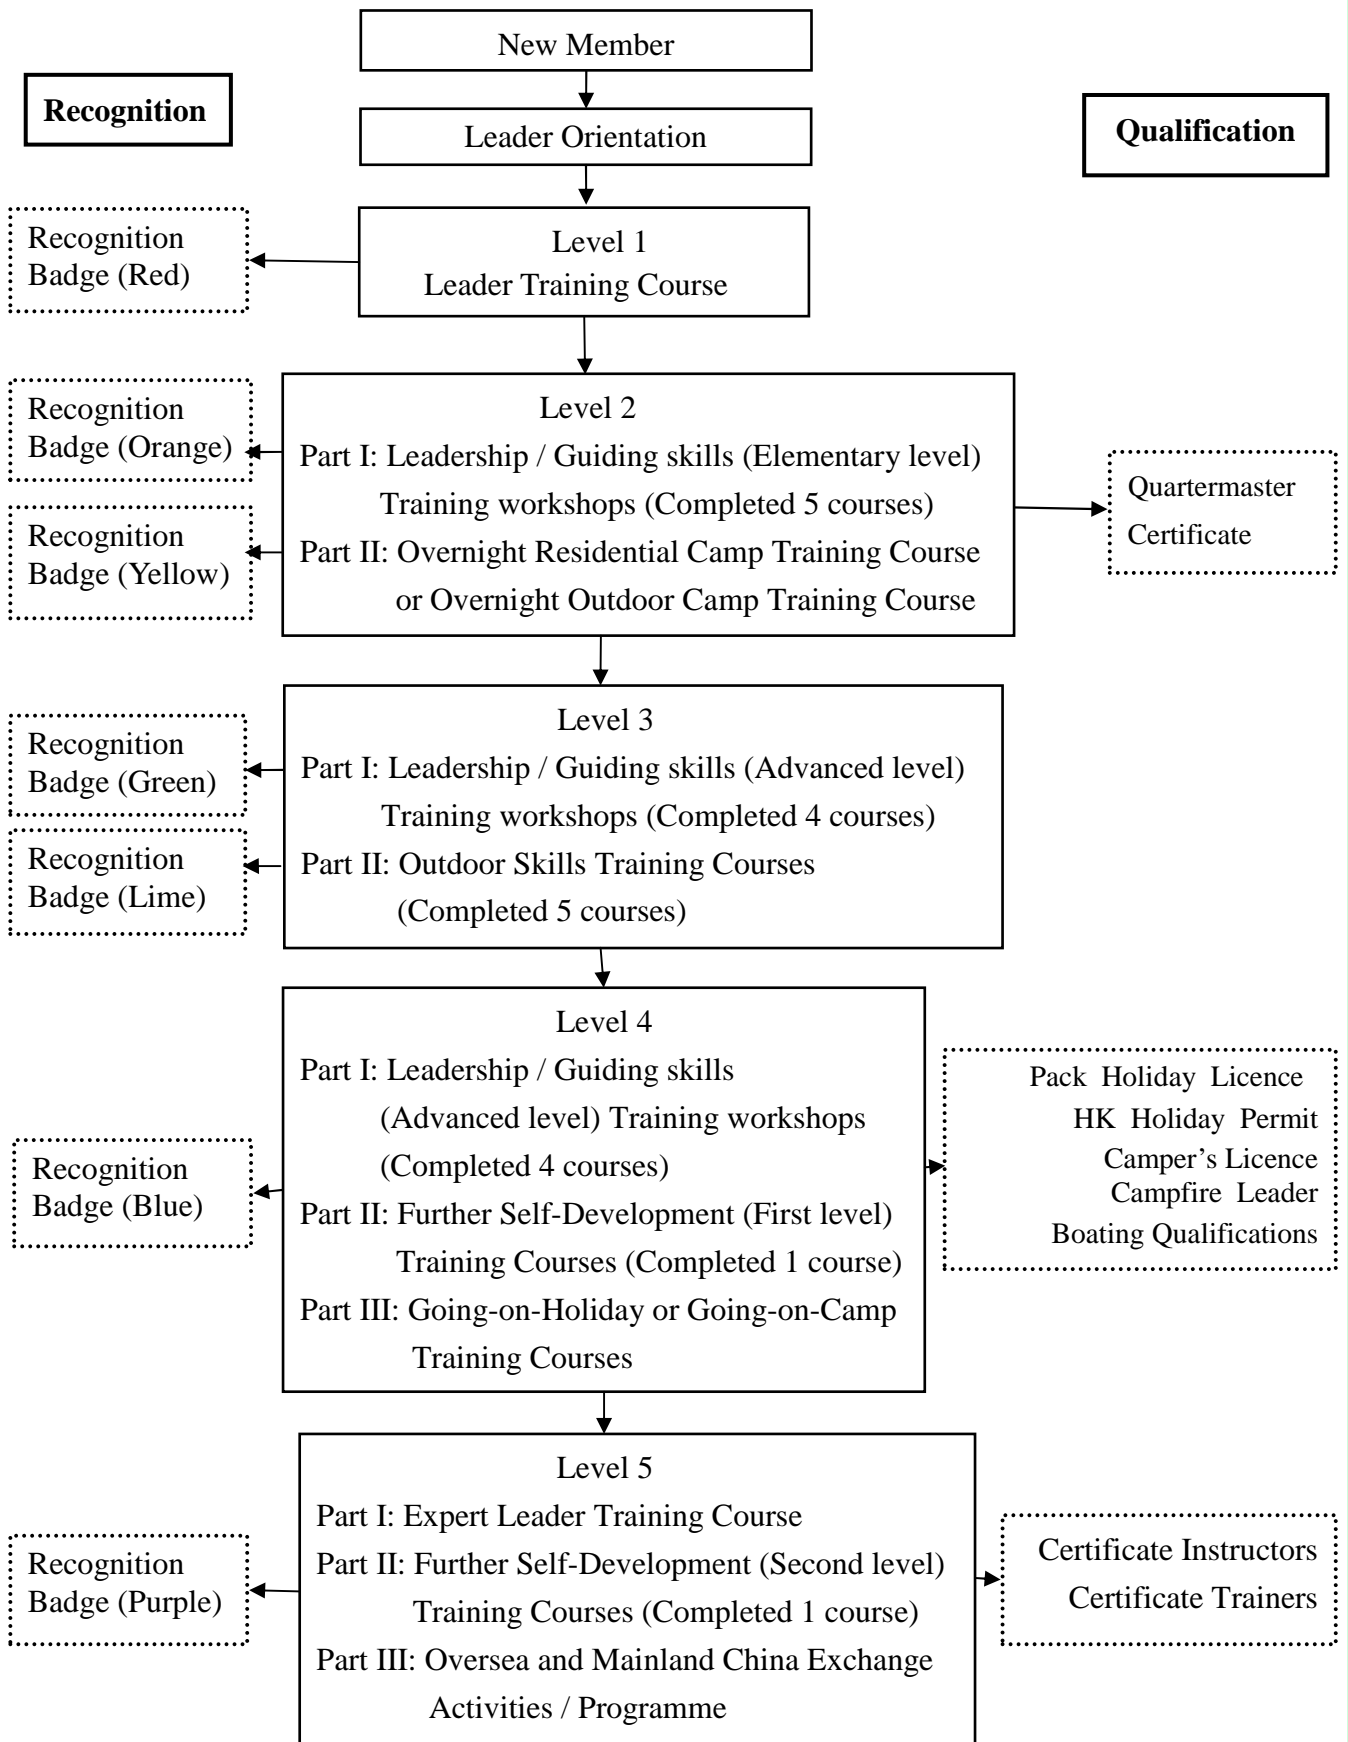 New Member
Recognition
Leader Orientation
Qualification
Recognition
Badge (Red)
Level 1
Leader Training Course
Recognition
Badge (Orange)
Recognition
Badge (Yellow)
Level 2
Part I: Leadership / Guiding skills (Elementary level)
Training workshops (Completed 5 courses)
Part II: Overnight Residential Camp Training Course
or Overnight Outdoor Camp Training Course
Quartermaster
Certificate
Recognition
Badge (Green)
Recognition
Badge (Lime)
Level 3
Part I: Leadership / Guiding skills (Advanced level)
Training workshops (Completed 4 courses)
Part II: Outdoor Skills Training Courses
(Completed 5 courses)
Recognition
Badge (Blue)
Level 4
Part I: Leadership / Guiding skills
(Advanced level) Training workshops
(Completed 4 courses)
Part II: Further Self-Development (First level)
Training Courses (Completed 1 course)
Part III: Going-on-Holiday or Going-on-Camp
Training Courses
Pack Holiday Licence
HK Holiday Permit
Camper’s Licence
Campfire Leader
Boating Qualifications
Recognition
Badge (Purple)
Level 5
Part I: Expert Leader Training Course
Part II: Further Self-Development (Second level)
Training Courses (Completed 1 course)
Part III: Oversea and Mainland China Exchange
Activities / Programme
Certificate Instructors
Certificate Trainers